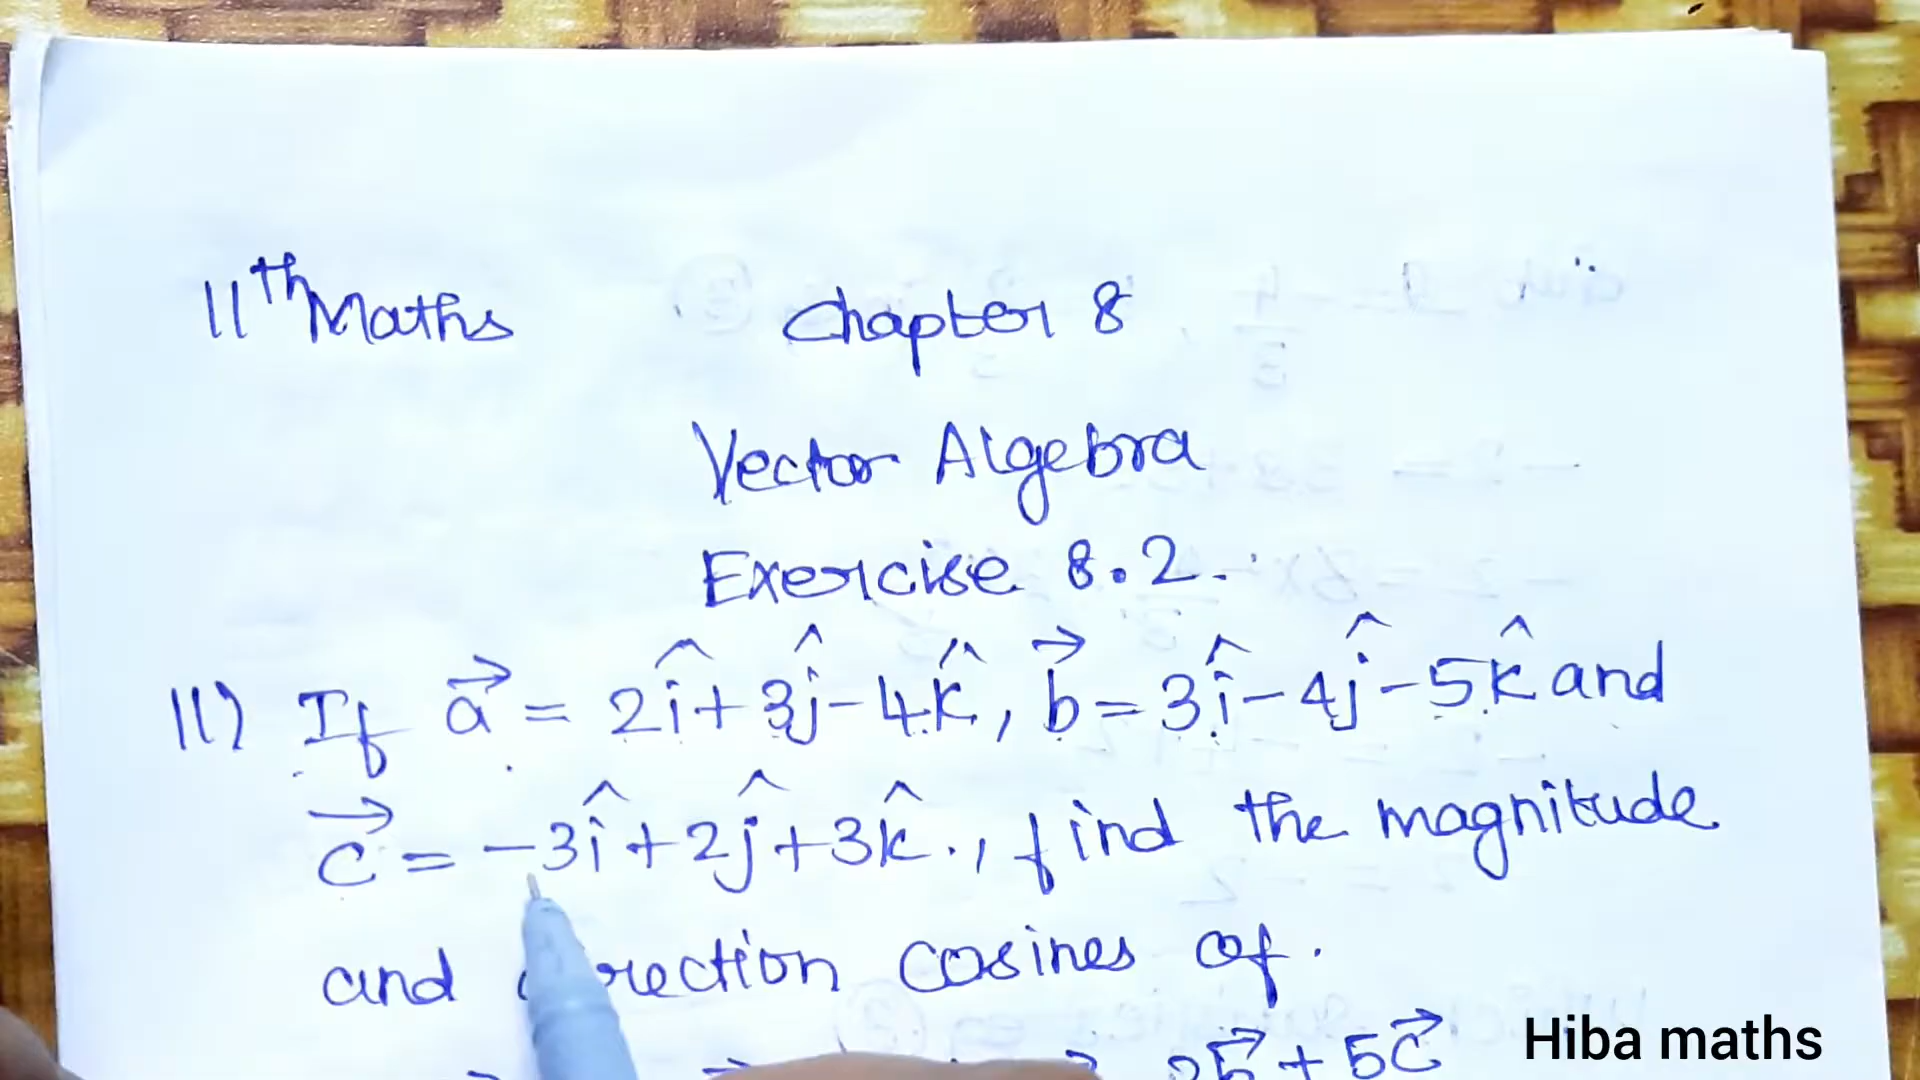 11th Maths Chapter 8
Vector Algebra
Exercise 8.2.
11) If a⃗ = 2î + 3ĵ - 4k̂, b⃗ = 3î - 4ĵ - 5k̂ and
c⃗ = -3î + 2ĵ + 3k̂., find the magnitude
and cosines of.
b⃗ + 5c⃗
Hiba maths